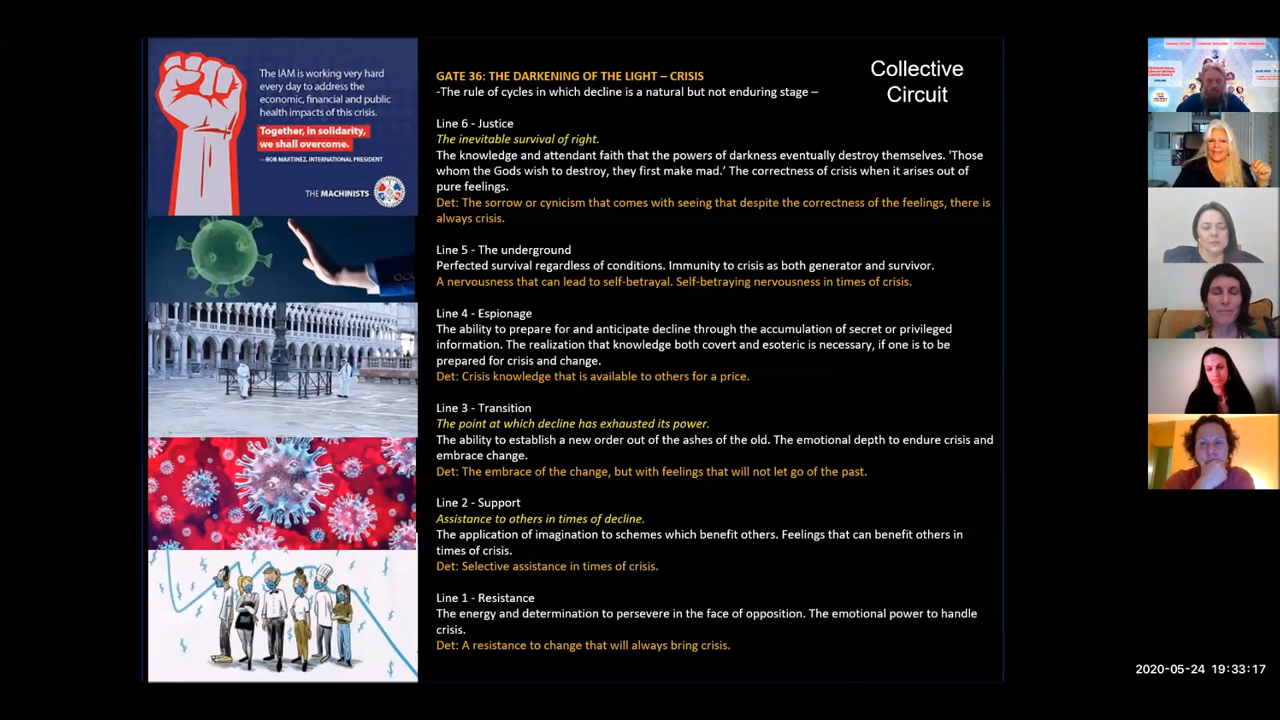 The IAM is working very hard
every day to address the
economic, financial and public
health impacts of this crisis.
Together, in solidarity,
we shall overcome.
—BOB MARTINEZ, INTERNATIONAL PRESIDENT
THE MACHINISTS
GATE 36: THE DARKENING OF THE LIGHT – CRISIS
-The rule of cycles in which decline is a natural but not enduring stage –
Collective
Circuit
Line 6 - Justice
The inevitable survival of right.
The knowledge and attendant faith that the powers of darkness eventually destroy themselves. 'Those
whom the Gods wish to destroy, they first make mad.’ The correctness of crisis when it arises out of
pure feelings.
Det: The sorrow or cynicism that comes with seeing that despite the correctness of the feelings, there is
always crisis.
Line 5 - The underground
Perfected survival regardless of conditions. Immunity to crisis as both generator and survivor.
A nervousness that can lead to self-betrayal. Self-betraying nervousness in times of crisis.
Line 4 - Espionage
The ability to prepare for and anticipate decline through the accumulation of secret or privileged
information. The realization that knowledge both covert and esoteric is necessary, if one is to be
prepared for crisis and change.
Det: Crisis knowledge that is available to others for a price.
Line 3 - Transition
The point at which decline has exhausted its power.
The ability to establish a new order out of the ashes of the old. The emotional depth to endure crisis and
embrace change.
Det: The embrace of the change, but with feelings that will not let go of the past.
Line 2 - Support
Assistance to others in times of decline.
The application of imagination to schemes which benefit others. Feelings that can benefit others in
times of crisis.
Det: Selective assistance in times of crisis.
Line 1 - Resistance
The energy and determination to persevere in the face of opposition. The emotional power to handle
crisis.
Det: A resistance to change that will always bring crisis.
2020-05-24 19:33:17